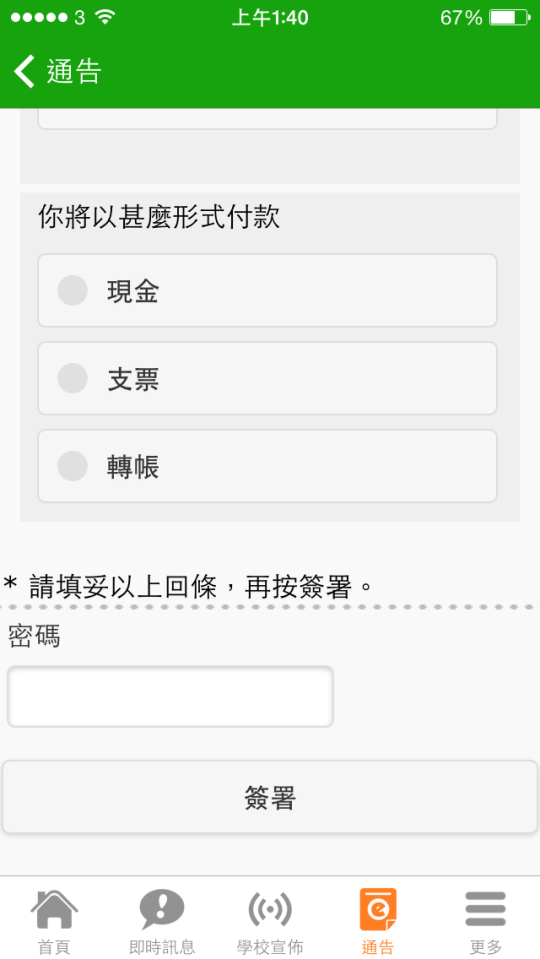 3 上午1:40 67%
通告
你將以甚麼形式付款
現金
支票
轉帳
* 請填妥以上回條，再按簽署。
密碼
簽署
首頁 即時訊息 學校宣佈 通告 更多